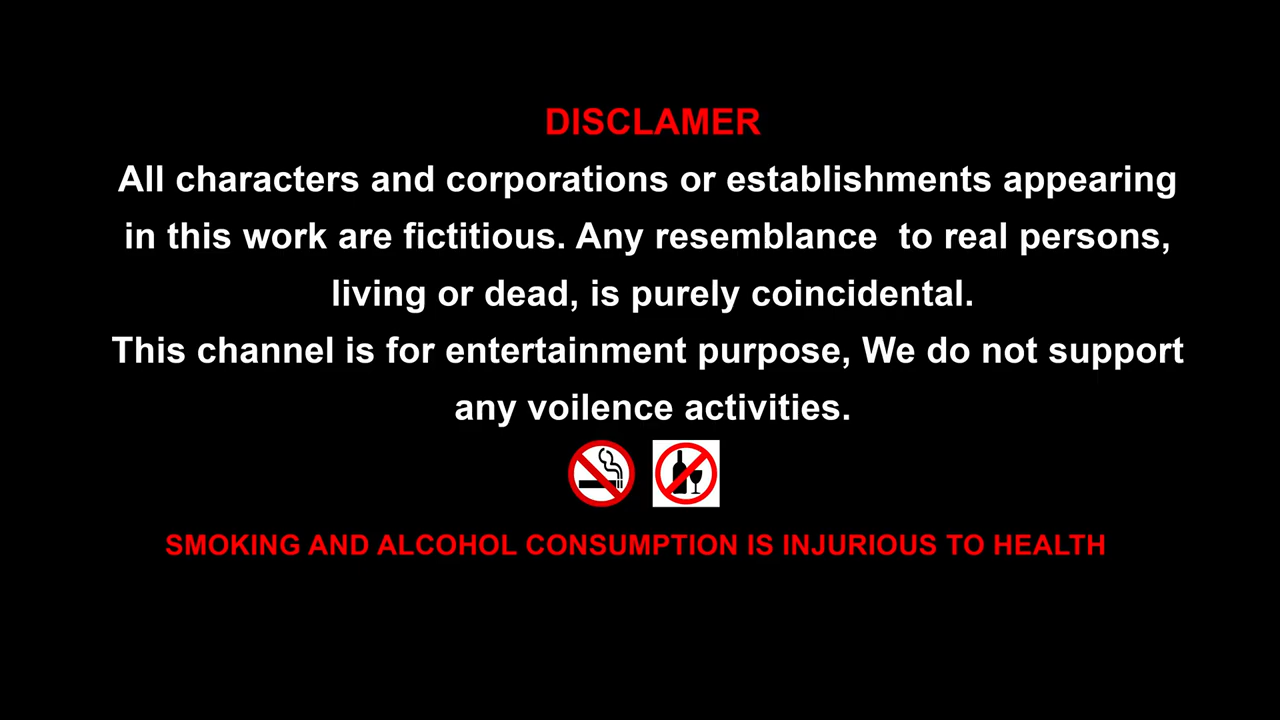 DISCLAMER
All characters and corporations or establishments appearing
in this work are fictitious. Any resemblance  to real persons,
living or dead, is purely coincidental.
This channel is for entertainment purpose, We do not support
any voilence activities.
SMOKING AND ALCOHOL CONSUMPTION IS INJURIOUS TO HEALTH